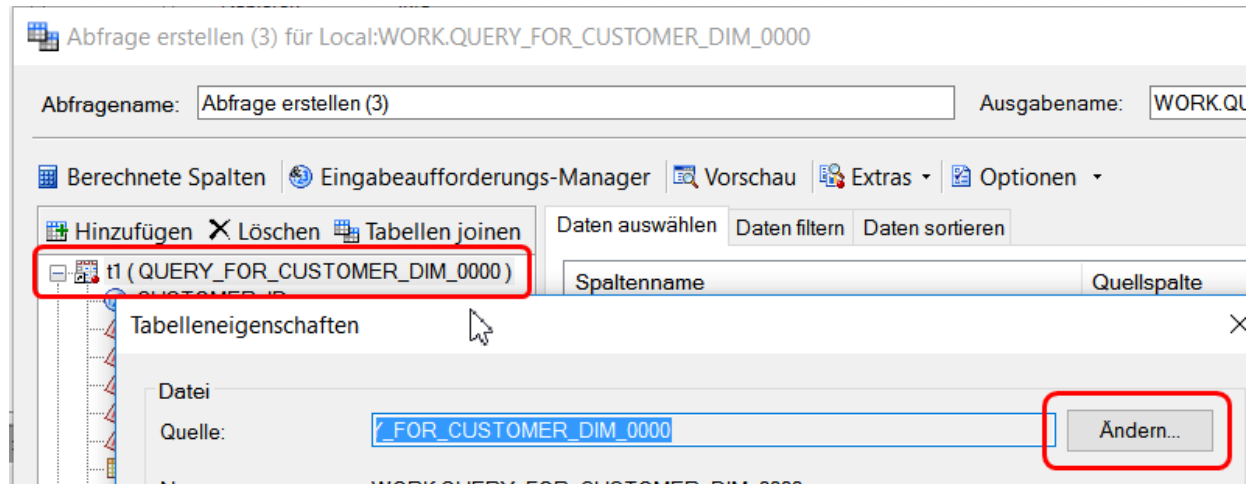 Abfrage erstellen (3) für Local:WORK.QUERY_FOR_CUSTOMER_DIM_0000
Abfragename: Abfrage erstellen (3) Ausgabename: WORK.QU
Berechnete Spalten Eingabeaufforderungs-Manager Vorschau Extras Optionen
Hinzufügen Löschen Tabellen joinen Daten auswählen Daten filtern Daten sortieren
t1 ( QUERY_FOR_CUSTOMER_DIM_0000 ) Spaltenname Quellspalte
Tabelleneigenschaften
Datei
Quelle: Y_FOR_CUSTOMER_DIM_0000 Ändern...